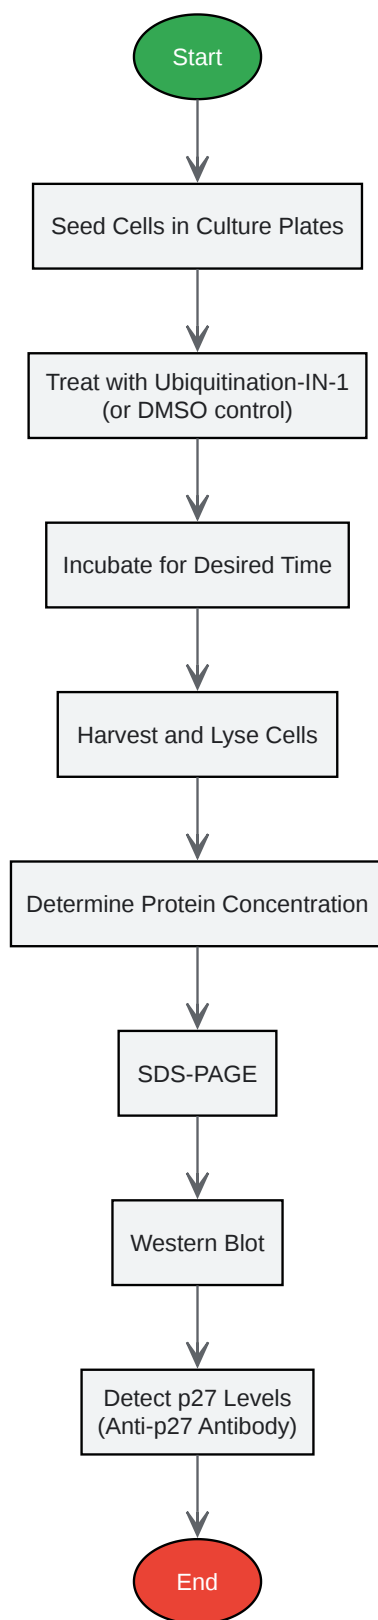 Start
Seed Cells in Culture Plates
Treat with Ubiquitination-IN-1
(or DMSO control)
Incubate for Desired Time
Harvest and Lyse Cells
Determine Protein Concentration
SDS-PAGE
Western Blot
Detect p27 Levels
(Anti-p27 Antibody)
End